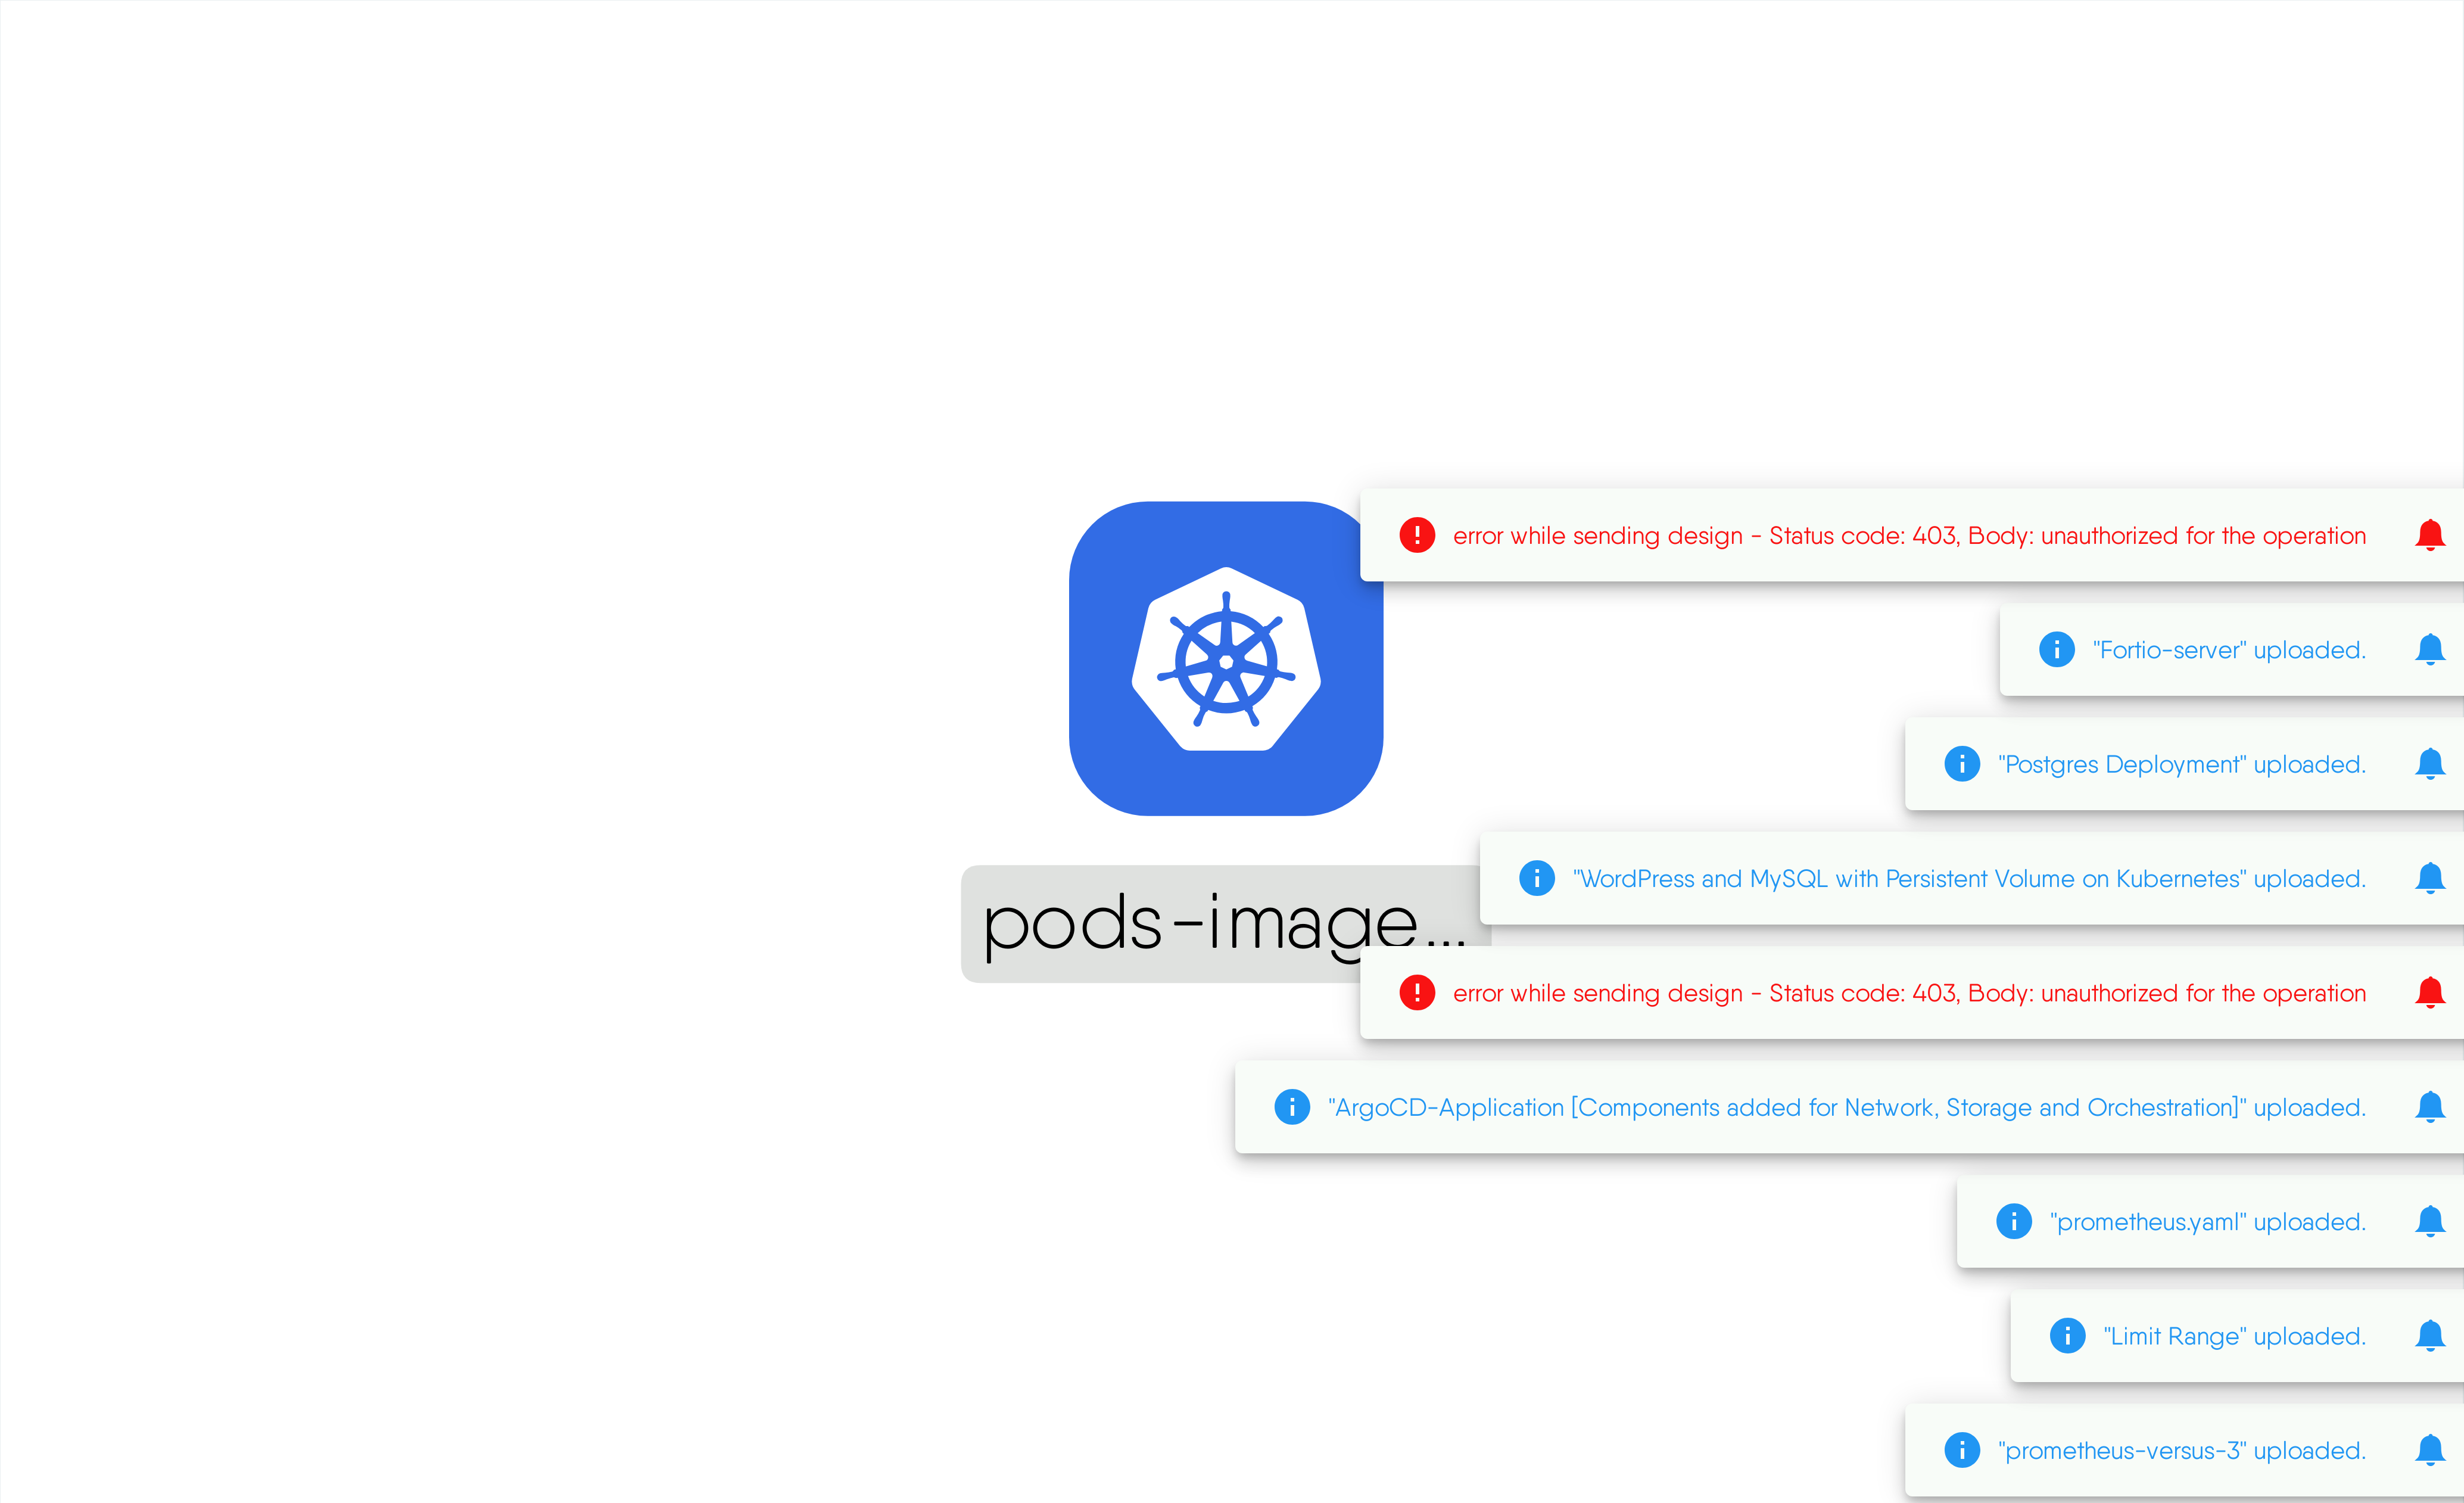 error while sending design - Status code: 403, Body: unauthorized for the operation
"Fortio-server" uploaded.
"Postgres Deployment" uploaded.
"WordPress and MySQL with Persistent Volume on Kubernetes" uploaded.
pods-image...
error while sending design - Status code: 403, Body: unauthorized for the operation
"ArgoCD-Application [Components added for Network, Storage and Orchestration]" uploaded.
"prometheus.yaml" uploaded.
"Limit Range" uploaded.
"prometheus-versus-3" uploaded.